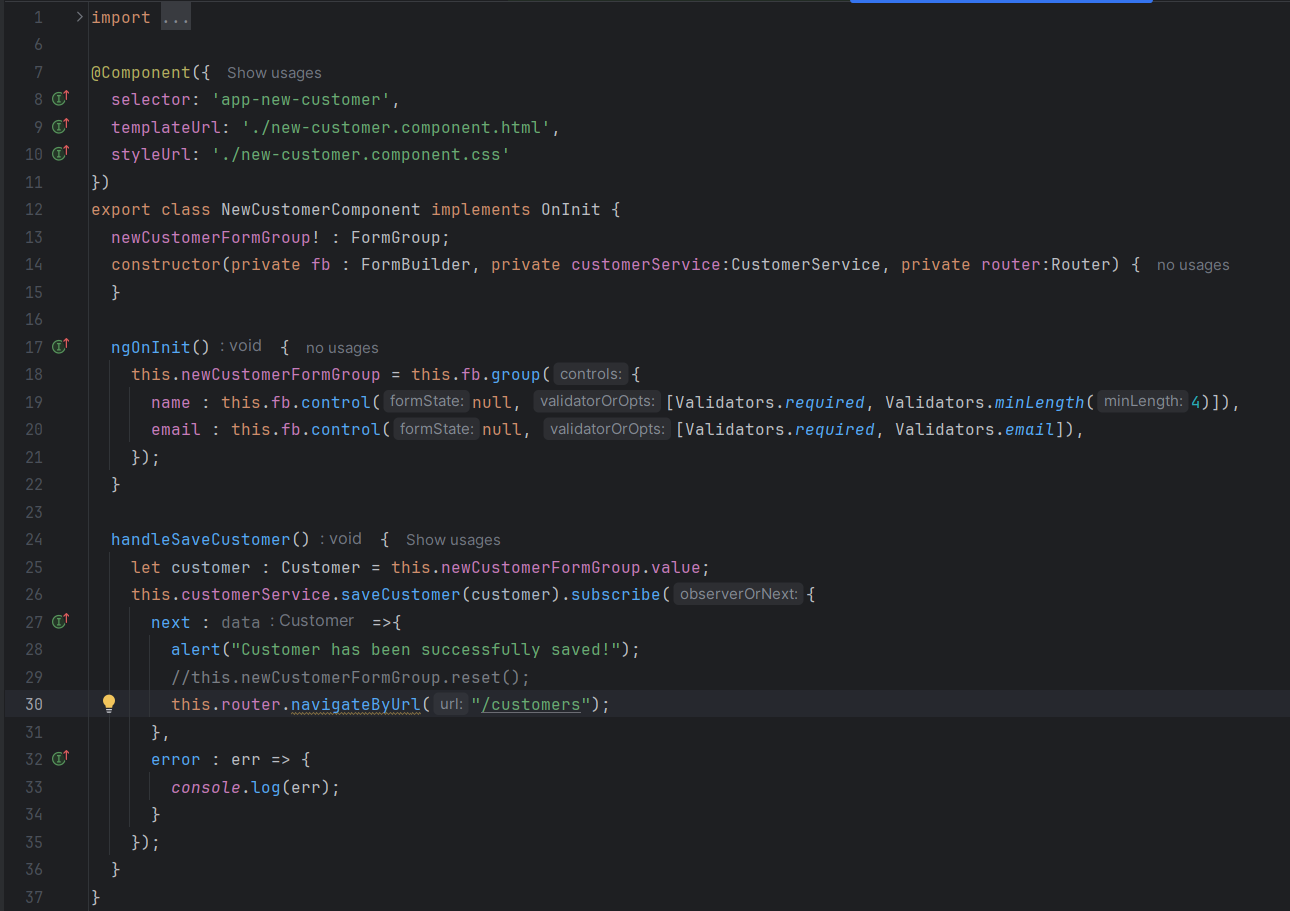 1 import ...
6
7 @Component({ Show usages
8 selector: 'app-new-customer',
9 templateUrl: './new-customer.component.html',
10 styleUrl: './new-customer.component.css'
11 })
12 export class NewCustomerComponent implements OnInit {
13 newCustomerFormGroup! : FormGroup;
14 constructor(private fb : FormBuilder, private customerService:CustomerService, private router:Router) { no usages
15 }
16
17 ngOnInit() : void { no usages
18 this.newCustomerFormGroup = this.fb.group( controls: {
19 name : this.fb.control( formState: null, validatorOrOpts: [Validators.required, Validators.minLength( minLength: 4)]),
20 email : this.fb.control( formState: null, validatorOrOpts: [Validators.required, Validators.email]),
21 });
22 }
23
24 handleSaveCustomer() : void { Show usages
25 let customer : Customer = this.newCustomerFormGroup.value;
26 this.customerService.saveCustomer(customer).subscribe( observerOrNext: {
27 next : data : Customer =>{
28 alert("Customer has been successfully saved!");
29 //this.newCustomerFormGroup.reset();
30 this.router.navigateByUrl( url: "/customers");
31 },
32 error : err => {
33 console.log(err);
34 }
35 });
36 }
37 }